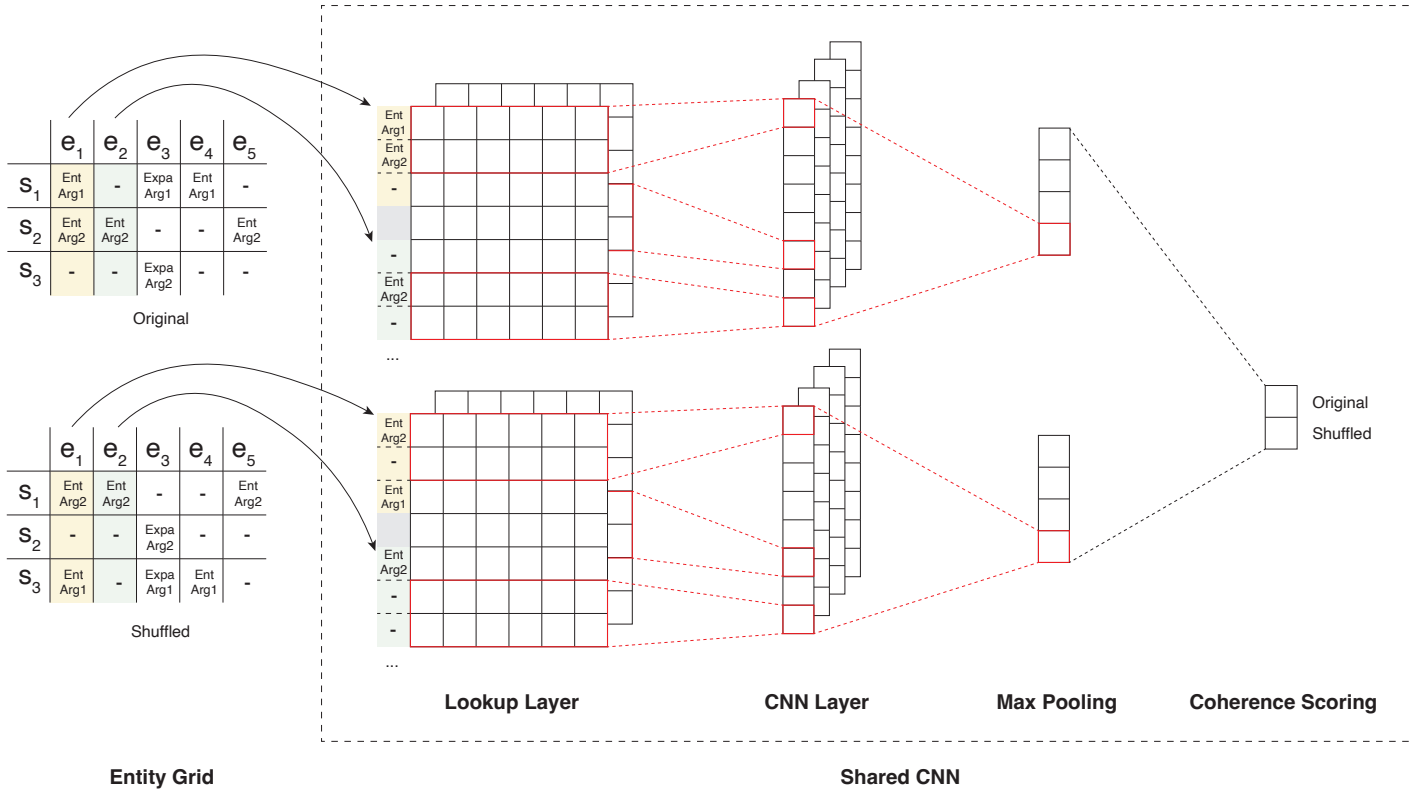 e1 e2 e3 e4 e5
s1 Ent Arg1 - Expa Arg1 Ent Arg1 -
s2 Ent Arg2 Ent Arg2 - - Ent Arg2
s3 - - Expa Arg2 - -
Original
Ent
Arg1
Ent
Arg2
-
-
Ent
Arg2
-
...
e1 e2 e3 e4 e5
s1 Ent Arg2 Ent Arg2 - - Ent Arg2
s2 - - Expa Arg2 - -
s3 Ent Arg1 - Expa Arg1 Ent Arg1 -
Shuffled
Ent
Arg2
-
Ent
Arg1
Ent
Arg2
-
-
...
Original
Shuffled
Lookup Layer
CNN Layer
Max Pooling
Coherence Scoring
Entity Grid
Shared CNN